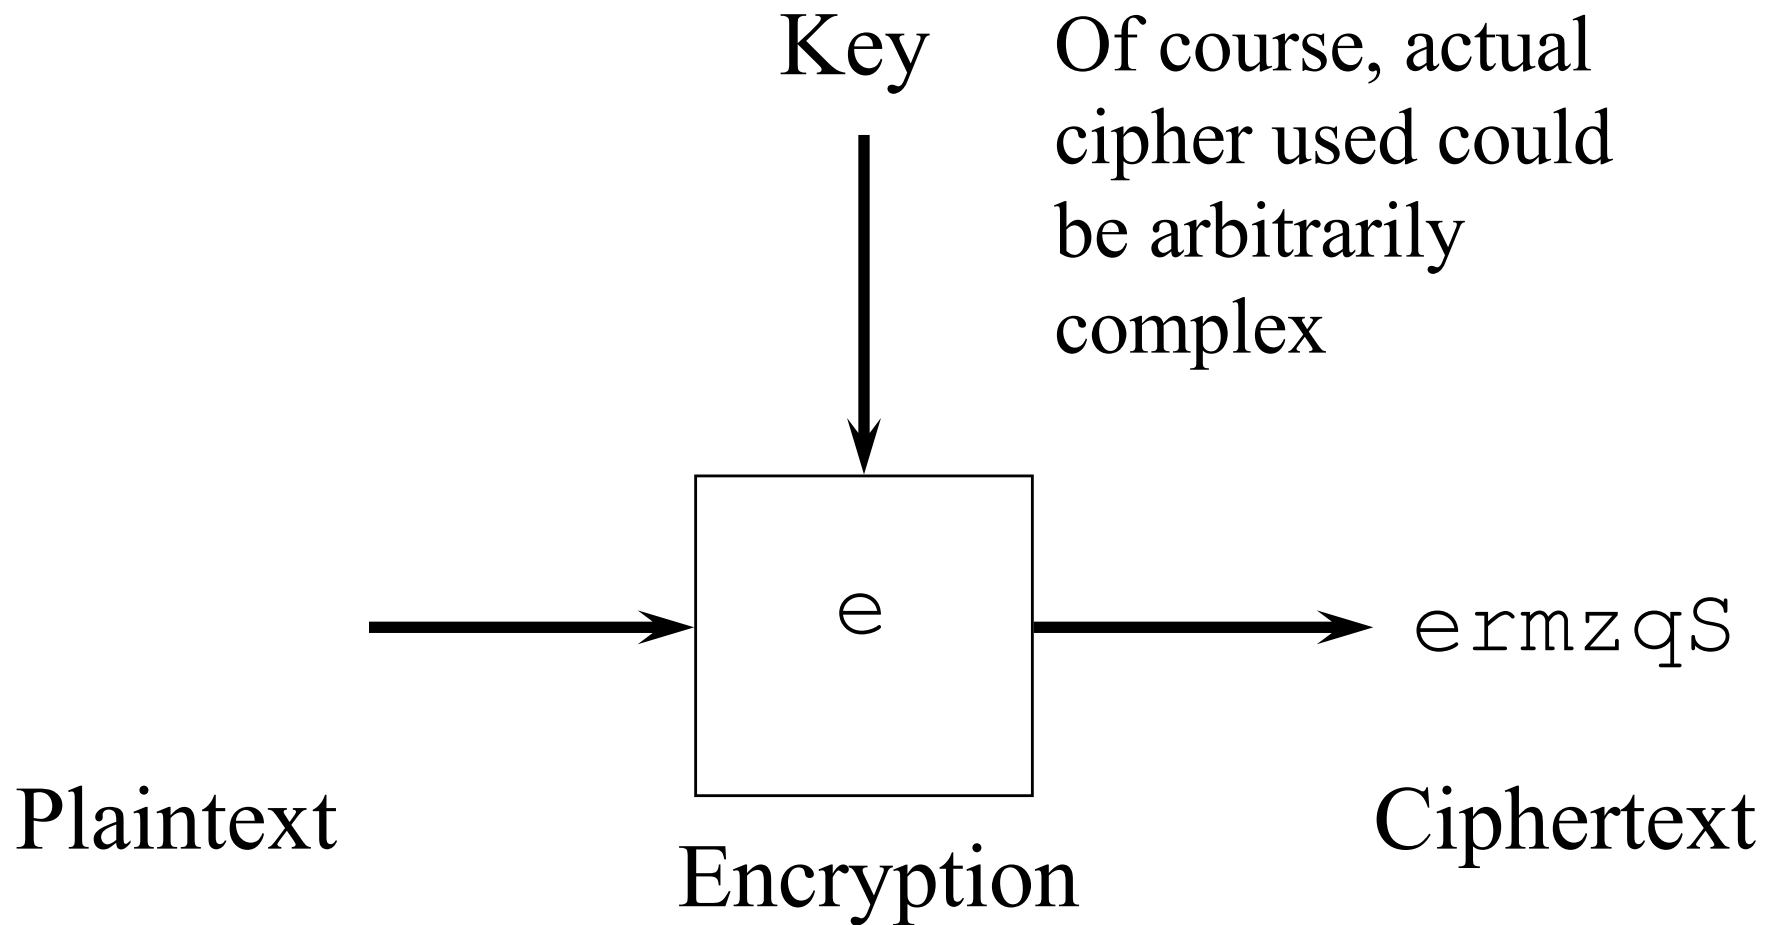 Key
Of course, actual
cipher used could
be arbitrarily
complex
e
ermzqS
Plaintext
Encryption
Ciphertext